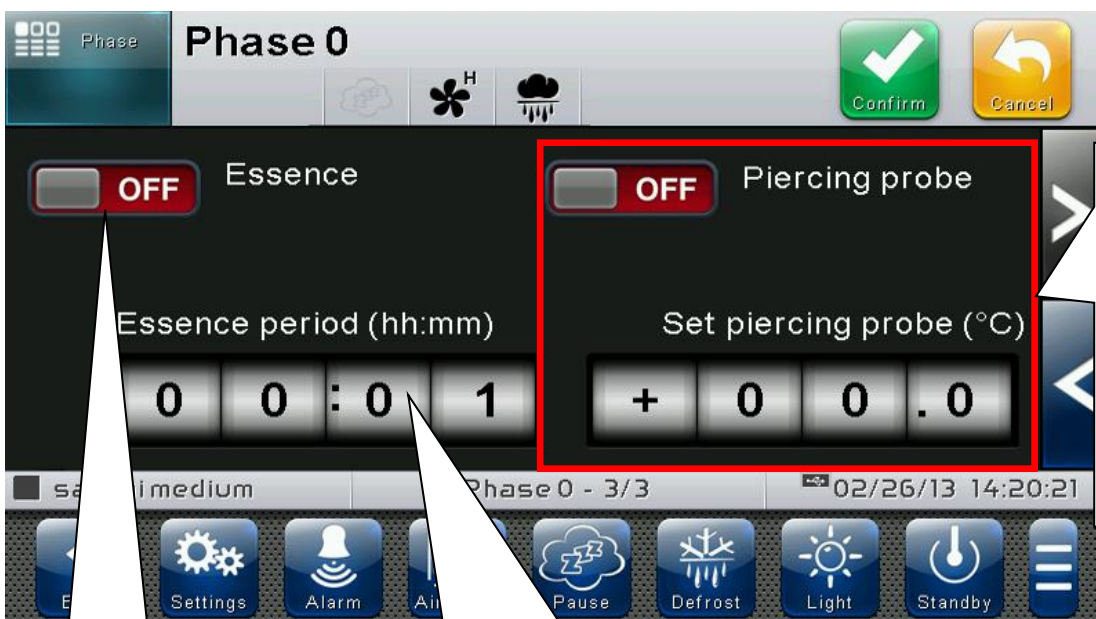 Phase
Phase 0
H
Confirm
Cancel
OFF Essence
OFF Piercing probe
Essence period (hh:mm)
Set piercing probe (°C)
0 0 : 0 1
+ 0 0 . 0
medium
Phase 0 - 3/3
02/26/13 14:20:21
Settings
Alarm
zzz
Pause
Defrost
Light
Standby